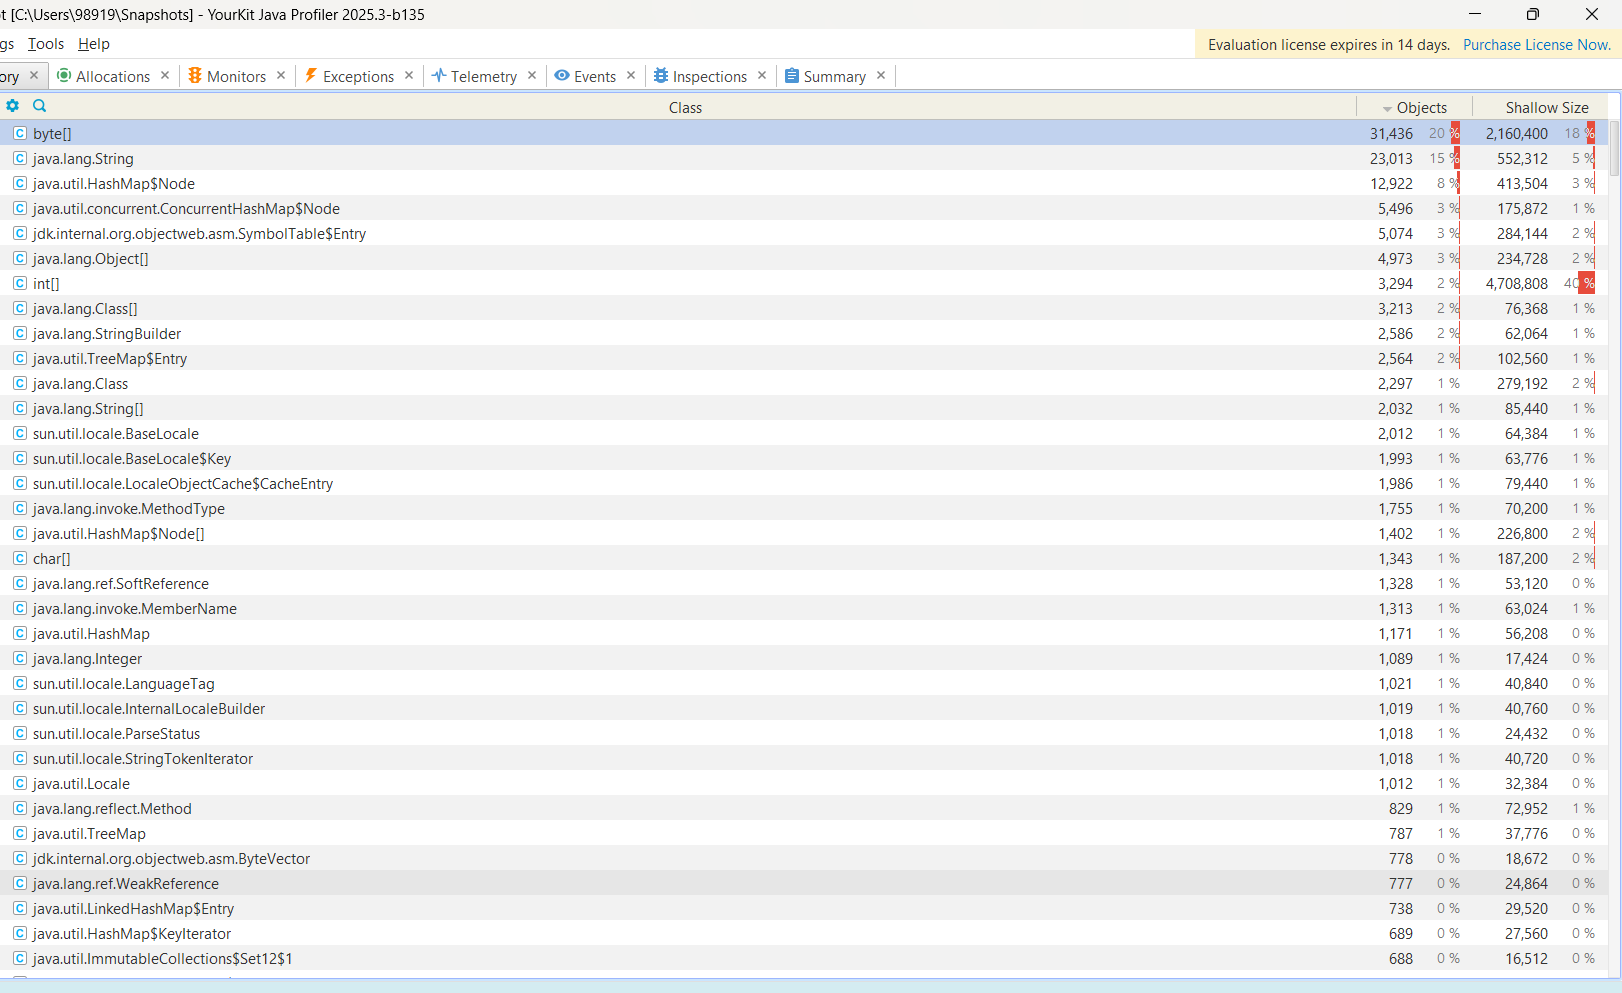 t [C:\Users\98919\Snapshots] - YourKit Java Profiler 2025.3-b135
gs Tools Help
Evaluation license expires in 14 days. Purchase License Now.
ory Allocations Monitors Exceptions Telemetry Events Inspections Summary
Class Objects Shallow Size
byte[] 31,436 20 % 2,160,400 18 %
java.lang.String 23,013 15 % 552,312 5 %
java.util.HashMap$Node 12,922 8 % 413,504 3 %
java.util.concurrent.ConcurrentHashMap$Node 5,496 3 % 175,872 1 %
jdk.internal.org.objectweb.asm.SymbolTable$Entry 5,074 3 % 284,144 2 %
java.lang.Object[] 4,973 3 % 234,728 2 %
int[] 3,294 2 % 4,708,808 40 %
java.lang.Class[] 3,213 2 % 76,368 1 %
java.lang.StringBuilder 2,586 2 % 62,064 1 %
java.util.TreeMap$Entry 2,564 2 % 102,560 1 %
java.lang.Class 2,297 1 % 279,192 2 %
java.lang.String[] 2,032 1 % 85,440 1 %
sun.util.locale.BaseLocale 2,012 1 % 64,384 1 %
sun.util.locale.BaseLocale$Key 1,993 1 % 63,776 1 %
sun.util.locale.LocaleObjectCache$CacheEntry 1,986 1 % 79,440 1 %
java.lang.invoke.MethodType 1,755 1 % 70,200 1 %
java.util.HashMap$Node[] 1,402 1 % 226,800 2 %
char[] 1,343 1 % 187,200 2 %
java.lang.ref.SoftReference 1,328 1 % 53,120 0 %
java.lang.invoke.MemberName 1,313 1 % 63,024 1 %
java.util.HashMap 1,171 1 % 56,208 0 %
java.lang.Integer 1,089 1 % 17,424 0 %
sun.util.locale.LanguageTag 1,021 1 % 40,840 0 %
sun.util.locale.InternalLocaleBuilder 1,019 1 % 40,760 0 %
sun.util.locale.ParseStatus 1,018 1 % 24,432 0 %
sun.util.locale.StringTokenIterator 1,018 1 % 40,720 0 %
java.util.Locale 1,012 1 % 32,384 0 %
java.lang.reflect.Method 829 1 % 72,952 1 %
java.util.TreeMap 787 1 % 37,776 0 %
jdk.internal.org.objectweb.asm.ByteVector 778 0 % 18,672 0 %
java.lang.ref.WeakReference 777 0 % 24,864 0 %
java.util.LinkedHashMap$Entry 738 0 % 29,520 0 %
java.util.HashMap$KeyIterator 689 0 % 27,560 0 %
java.util.ImmutableCollections$Set12$1 688 0 % 16,512 0 %